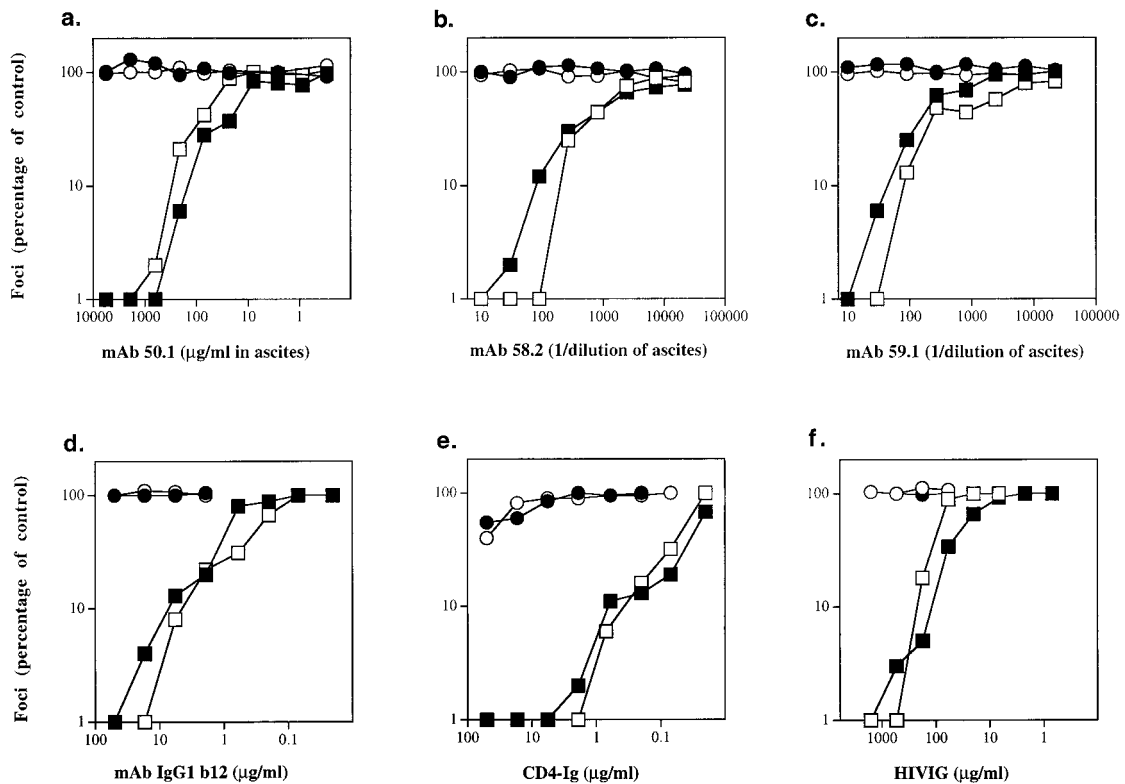 a.
b.
c.
Foci (percentage of control)
100
10
1
10000 1000 100 10 1
mAb 50.1 (μg/ml in ascites)
100
10
1
10 100 1000 10000 100000
mAb 58.2 (1/dilution of ascites)
100
10
1
10 100 1000 10000 100000
mAb 59.1 (1/dilution of ascites)
d.
e.
f.
Foci (percentage of control)
100
10
1
100 10 1 0.1
mAb IgG1 b12 (μg/ml)
100
10
1
100 10 1 0.1
CD4-Ig (μg/ml)
100
10
1
1000 100 10 1
HIVIG (μg/ml)